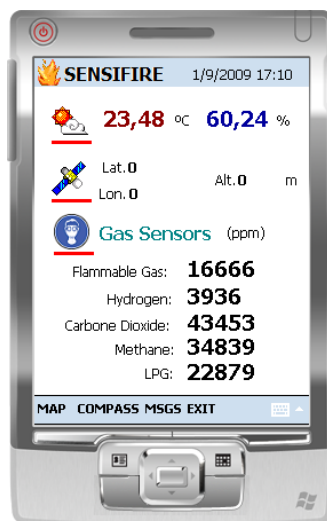 SENSIFIRE 1/9/2009 17:10
23,48 ºC 60,24 %
Lat.0
Alt.0 m
Lon.0
Gas Sensors (ppm)
Flammable Gas: 16666
Hydrogen: 3936
Carbone Dioxide: 43453
Methane: 34839
LPG: 22879
MAP COMPASS MSGS EXIT